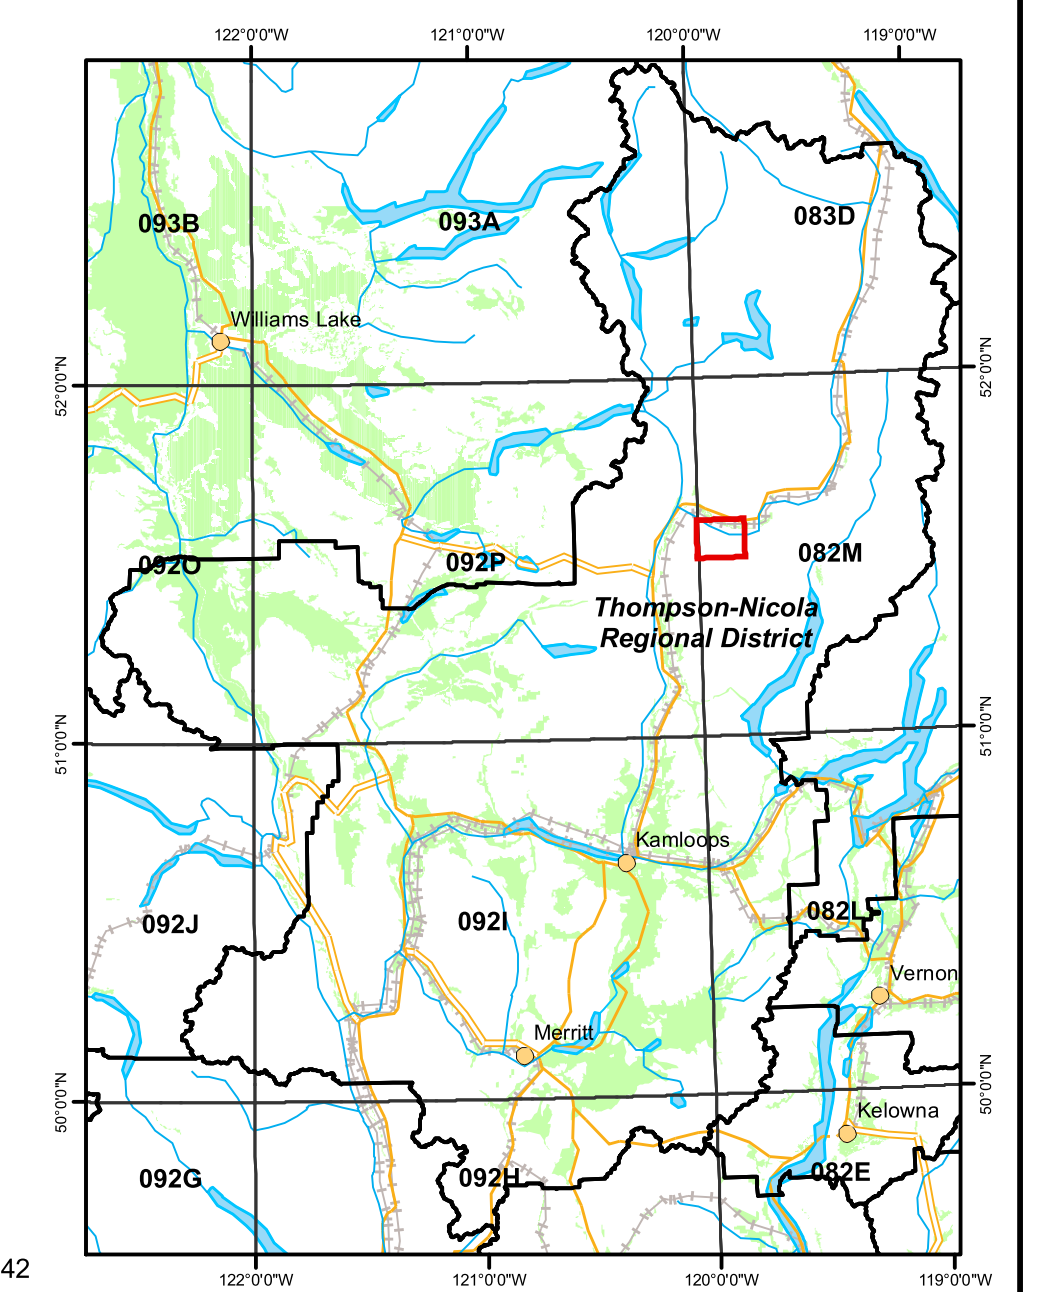 122°0'0"W 121°0'0"W 120°0'0"W 119°0'0"W
093B 093A 083D
Williams Lake
52°0'0"N 52°0'0"N
092O 092P 082M
Thompson-Nicola
Regional District
51°0'0"N 51°0'0"N
Kamloops
092J 092I 082L
Vernon
Merritt
50°0'0"N 50°0'0"N
Kelowna
092G 092H 082E
42
122°0'0"W 121°0'0"W 120°0'0"W 119°0'0"W